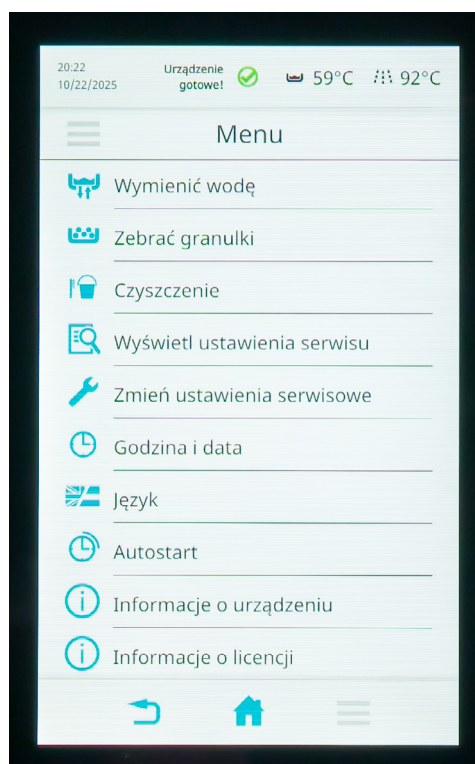 20:22
10/22/2025
Urządzenie
gotowe!
59°C
92°C
Menu
Wymienić wodę
Zebrać granulki
Czyszczenie
Wyświetl ustawienia serwisu
Zmień ustawienia serwisowe
Godzina i data
Język
Autostart
Informacje o urządzeniu
Informacje o licencji